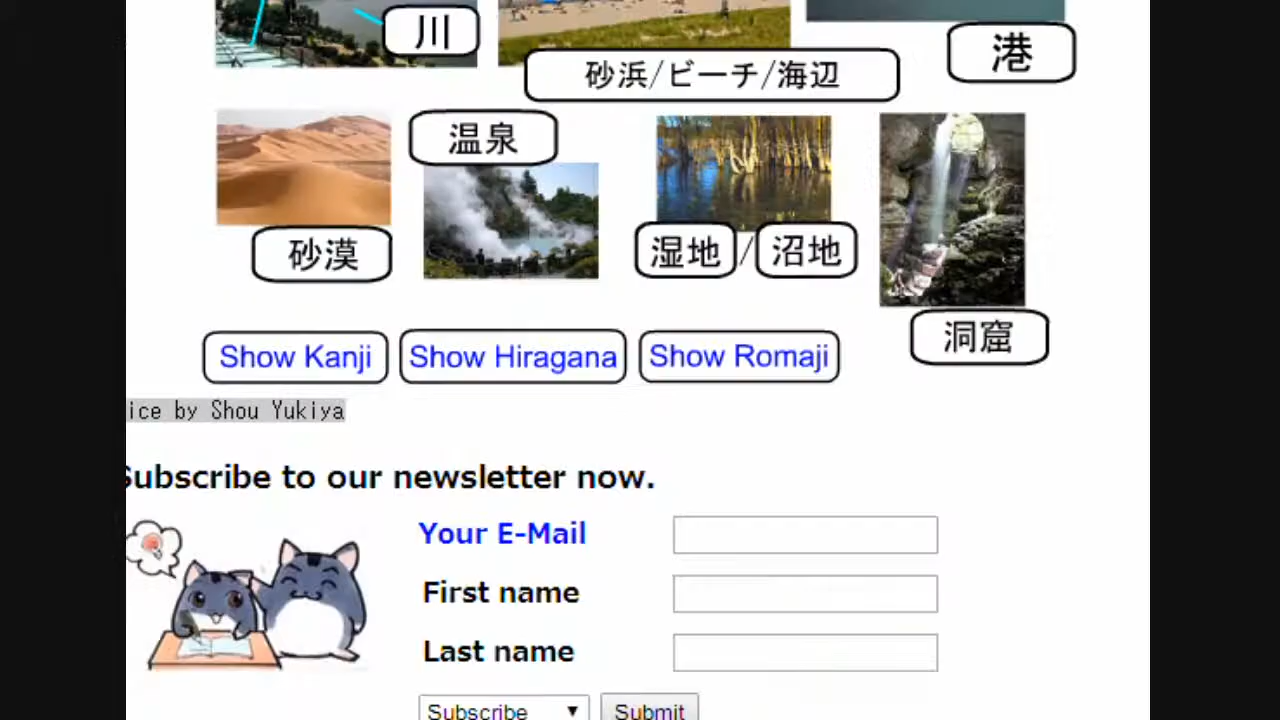 川
港
砂浜/ビーチ/海辺
温泉
砂漠
湿地/沼地
洞窟
Show Kanji Show Hiragana Show Romaji
ice by Shou Yukiya
Subscribe to our newsletter now.
Your E-Mail
First name
Last name
Subscribe ▼ Submit